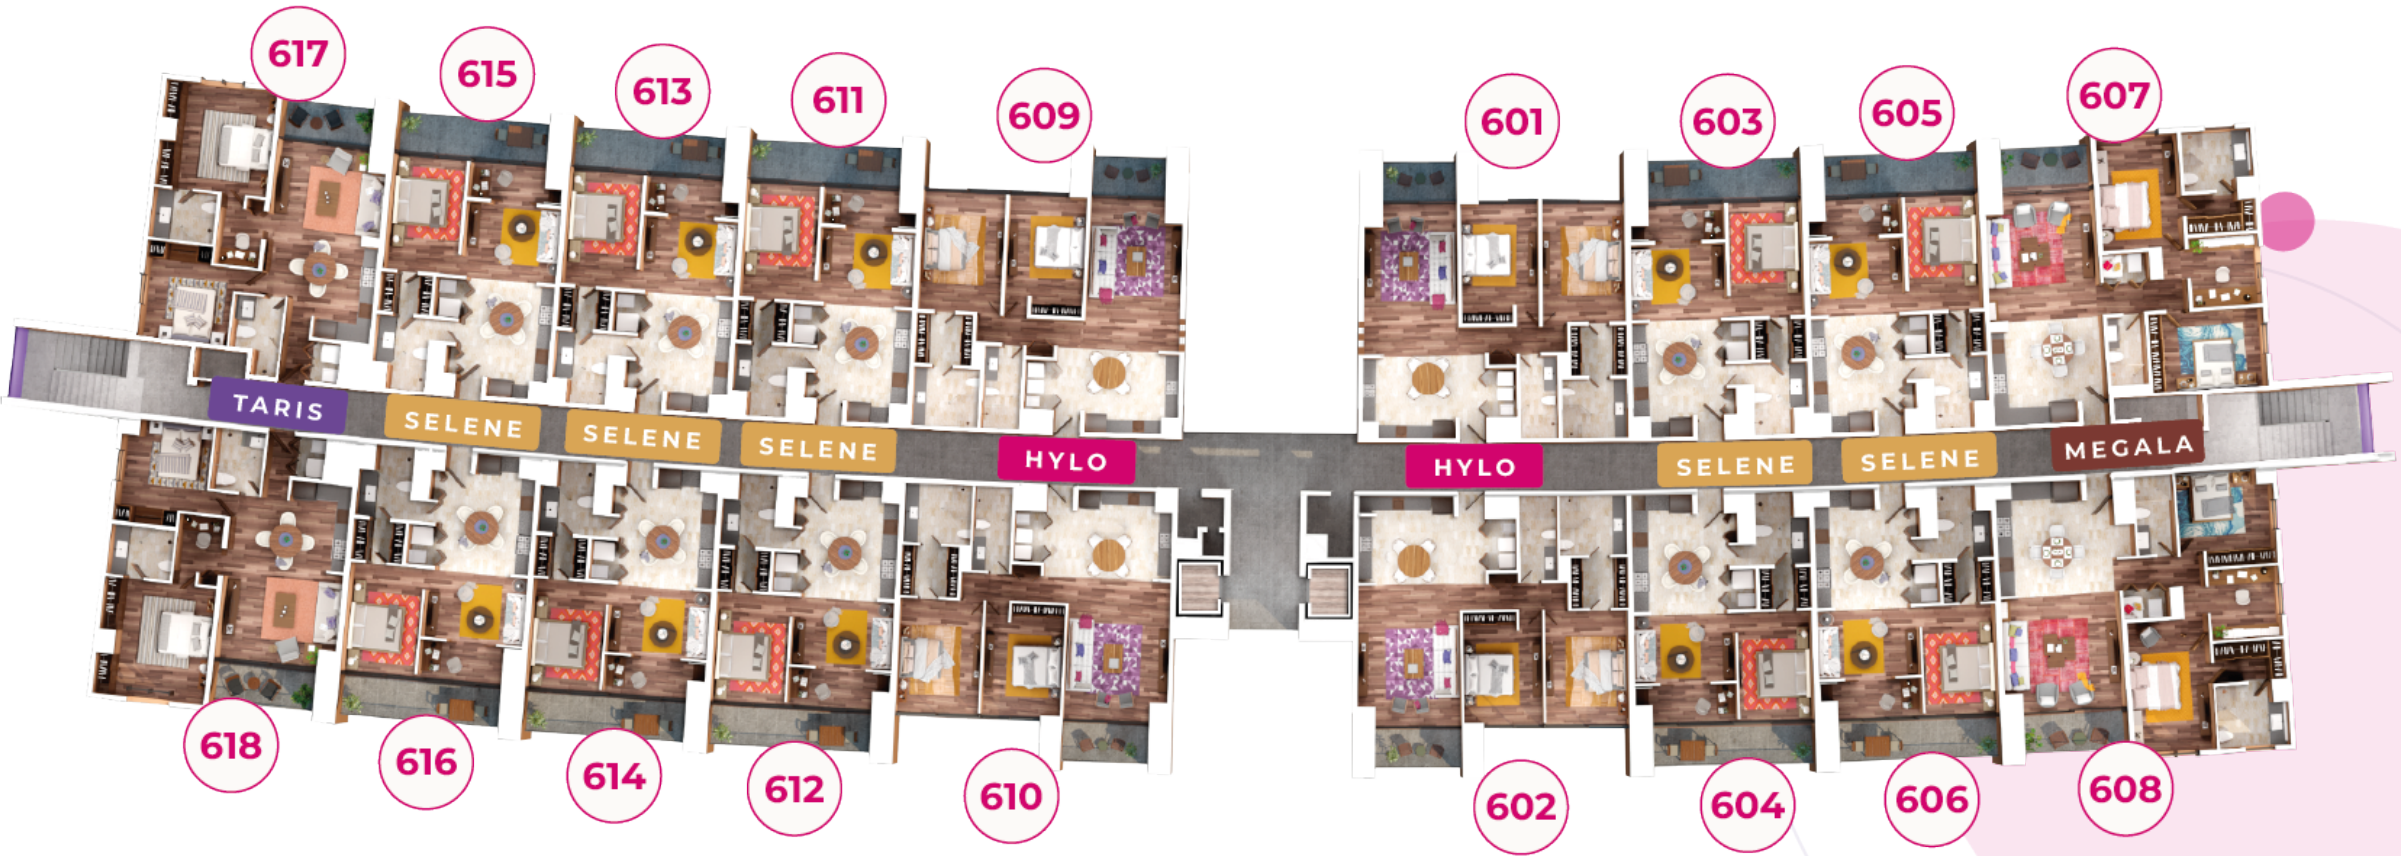 617
615
613
611
609
601
603
605
607
TARIS
SELENE
SELENE
SELENE
HYLO
HYLO
SELENE
SELENE
MEGALA
618
616
614
612
610
602
604
606
608